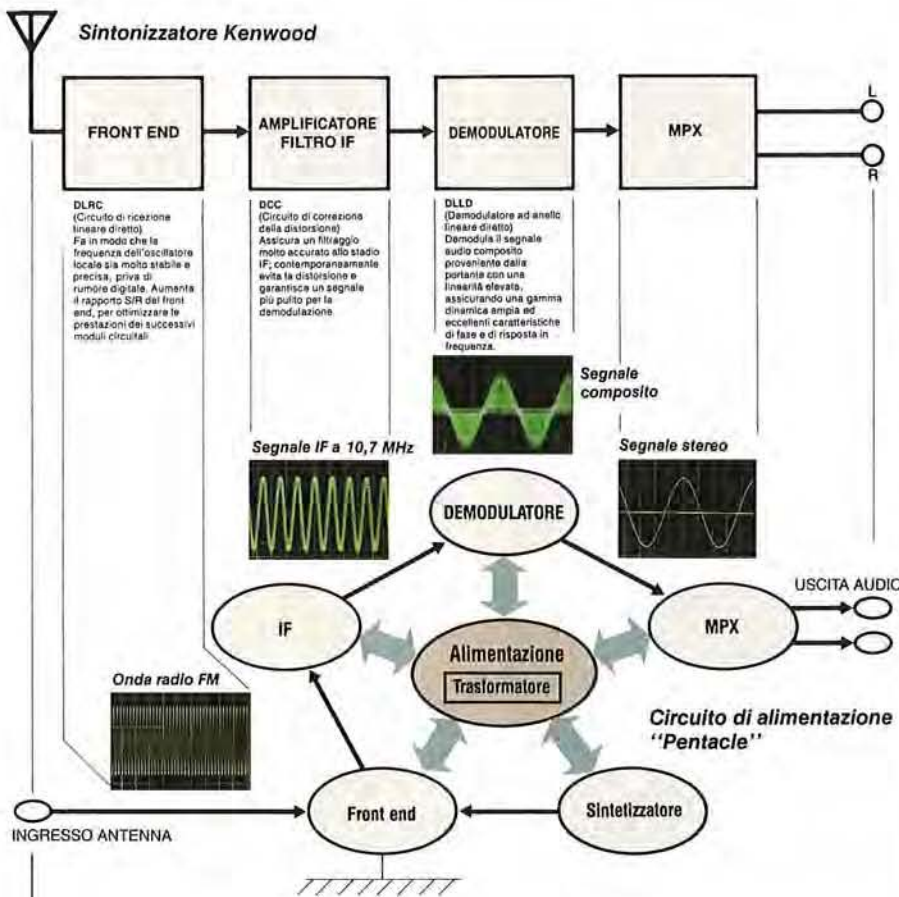 Sintonizzatore Kenwood
FRONT END
AMPLIFICATORE
FILTRO IF
DEMODULATORE
MPX
L
R
DLRC
(Circuito di ricezione
lineare diretto)
Fa in modo che la
frequenza dell'oscillatore
locale sia molto stabile e
precisa, priva di
rumore digitale. Aumenta
il rapporto S/R del front
end, per ottimizzare le
prestazioni dei successivi
moduli circuitali
DCC
(Circuito di correzione
della distorsione)
Assicura un filtraggio
molto accurato allo stadio
IF; contemporaneamente
evita la distorsione e
garantisce un segnale
più pulito per la
demodulazione
DLLD
(Demodulatore ad anello
lineare diretto)
Demodula il segnale
audio composito
proveniente dalla
portante con una
linearità elevata,
assicurando una gamma
dinamica ampia ed
eccellenti caratteristiche
di fase e di risposta in
frequenza.
Segnale
composito
Segnale IF a 10,7 MHz
Segnale stereo
DEMODULATORE
USCITA AUDIO
IF
MPX
Alimentazione
Trasformatore
Onda radio FM
Circuito di alimentazione
"Pentacle"
Front end
Sintetizzatore
INGRESSO ANTENNA